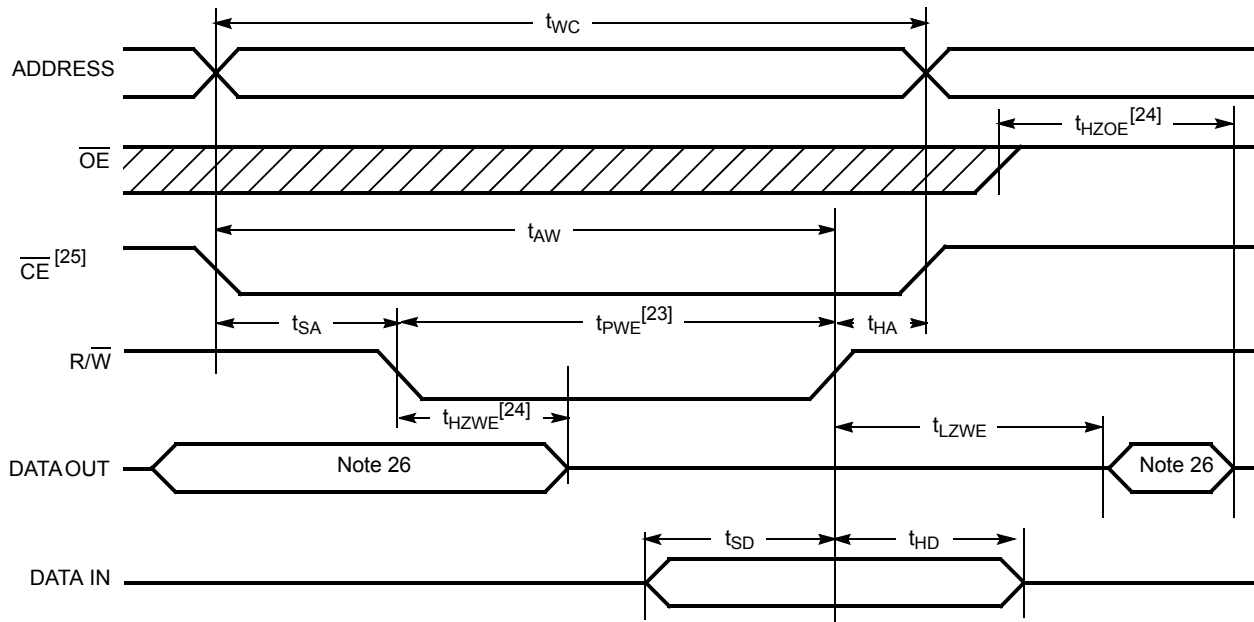 tWC
ADDRESS
tHZOE[24]
OE
tAW
CE [25]
tSA tPWE[23] tHA
R/W
tHZWE[24]
tLZWE
DATA OUT Note 26 Note 26
tSD tHD
DATA IN